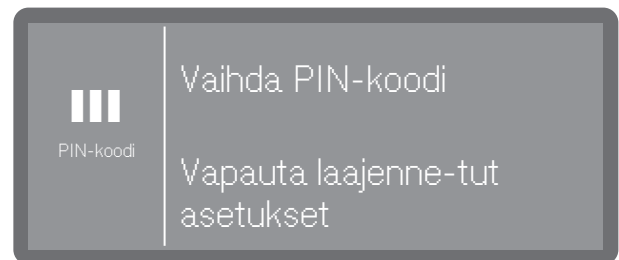 PIN-koodi
Vaihda PIN-koodi
Vapauta laajenne-tut
asetukset